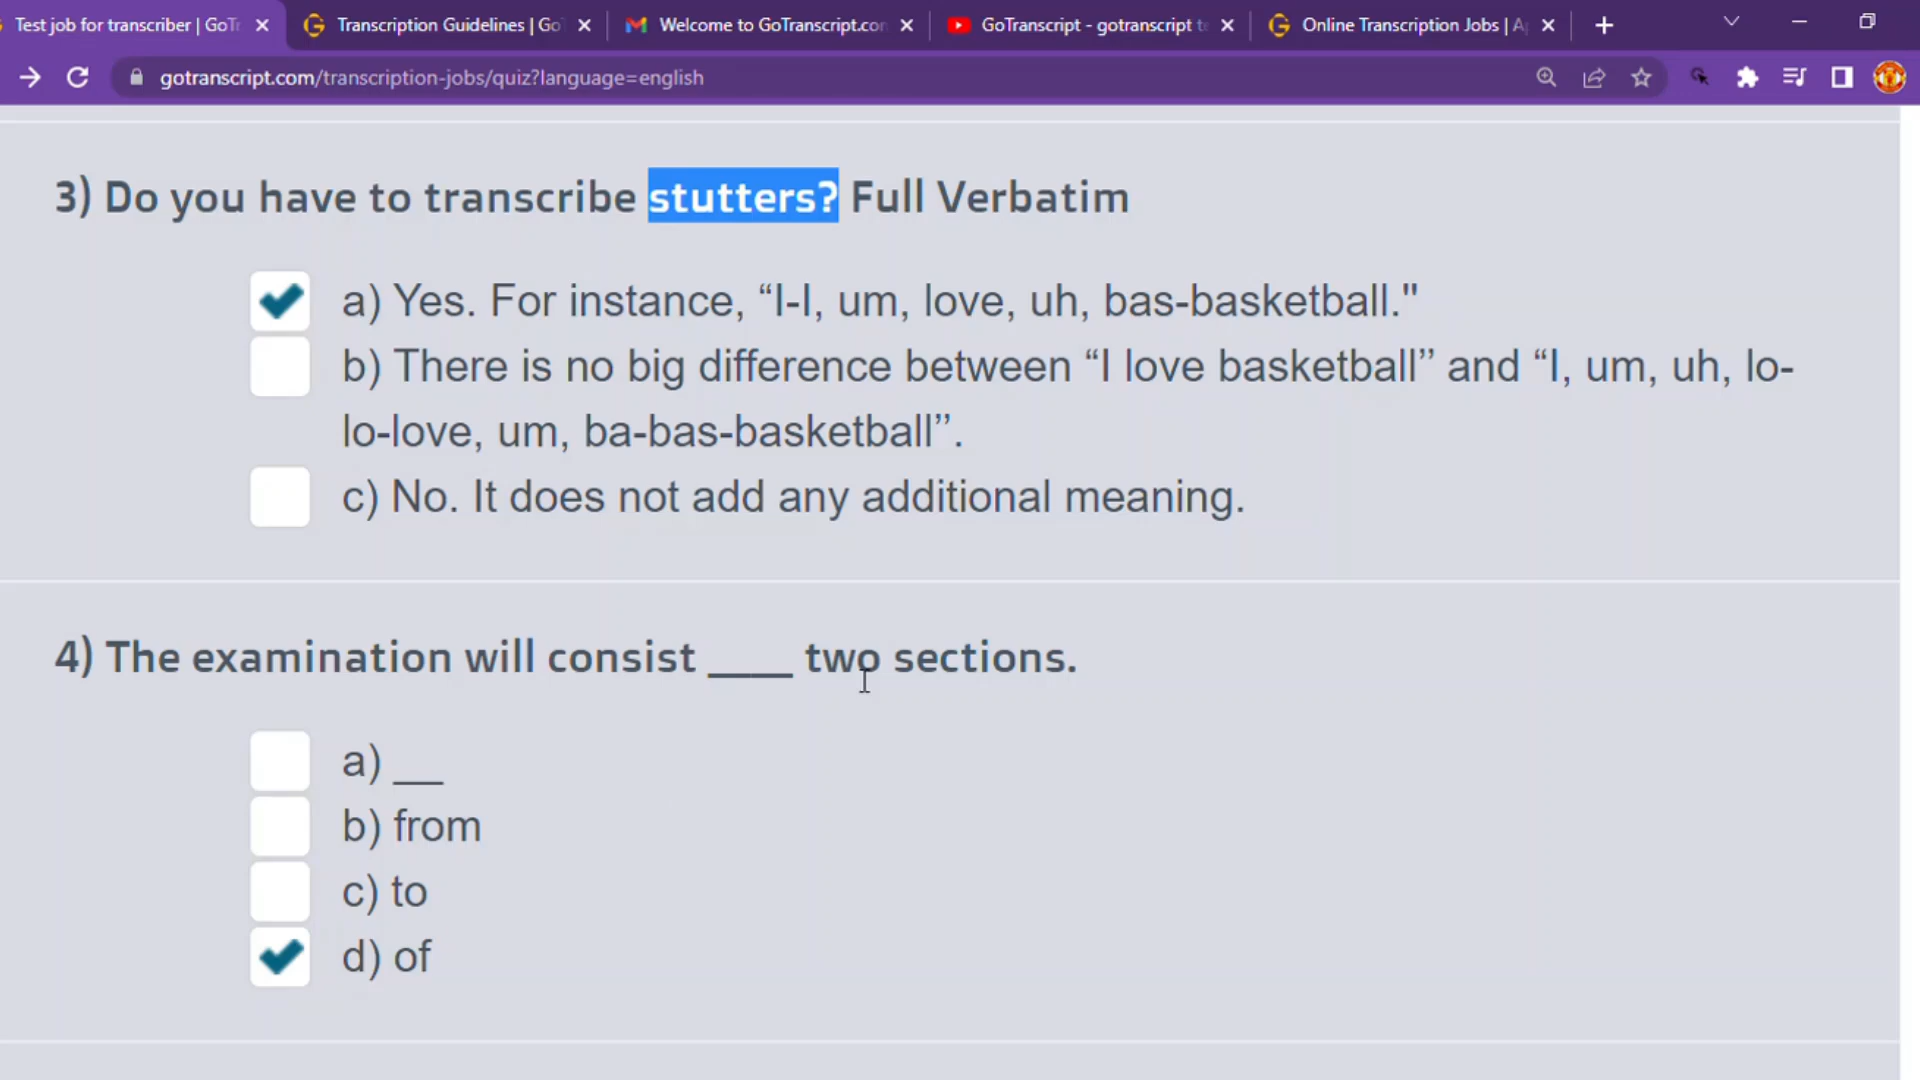 Test job for transcriber | GoTr
Transcription Guidelines | GoT
Welcome to GoTranscript.con
GoTranscript - gotranscript te
Online Transcription Jobs | Ap
gotranscript.com/transcription-jobs/quiz?language=english
3) Do you have to transcribe stutters? Full Verbatim
a) Yes. For instance, “I-I, um, love, uh, bas-basketball."
b) There is no big difference between “I love basketball” and “I, um, uh, lo-
lo-love, um, ba-bas-basketball”.
c) No. It does not add any additional meaning.
4) The examination will consist ____ two sections.
a) __
b) from
c) to
d) of